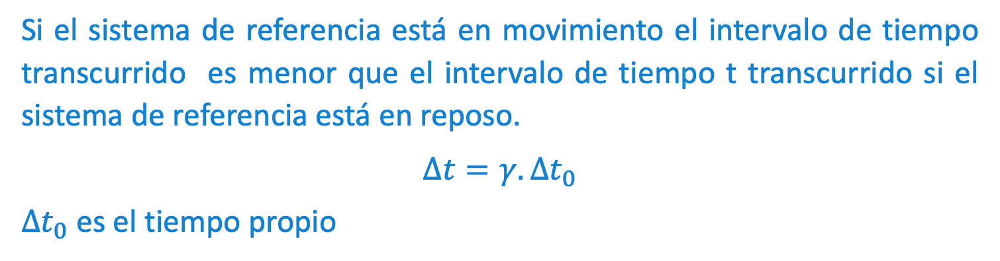 Si el sistema de referencia está en movimiento el intervalo de tiempo
transcurrido es menor que el intervalo de tiempo t transcurrido si el
sistema de referencia está en reposo.
Δt = γ. Δt₀
Δt₀ es el tiempo propio